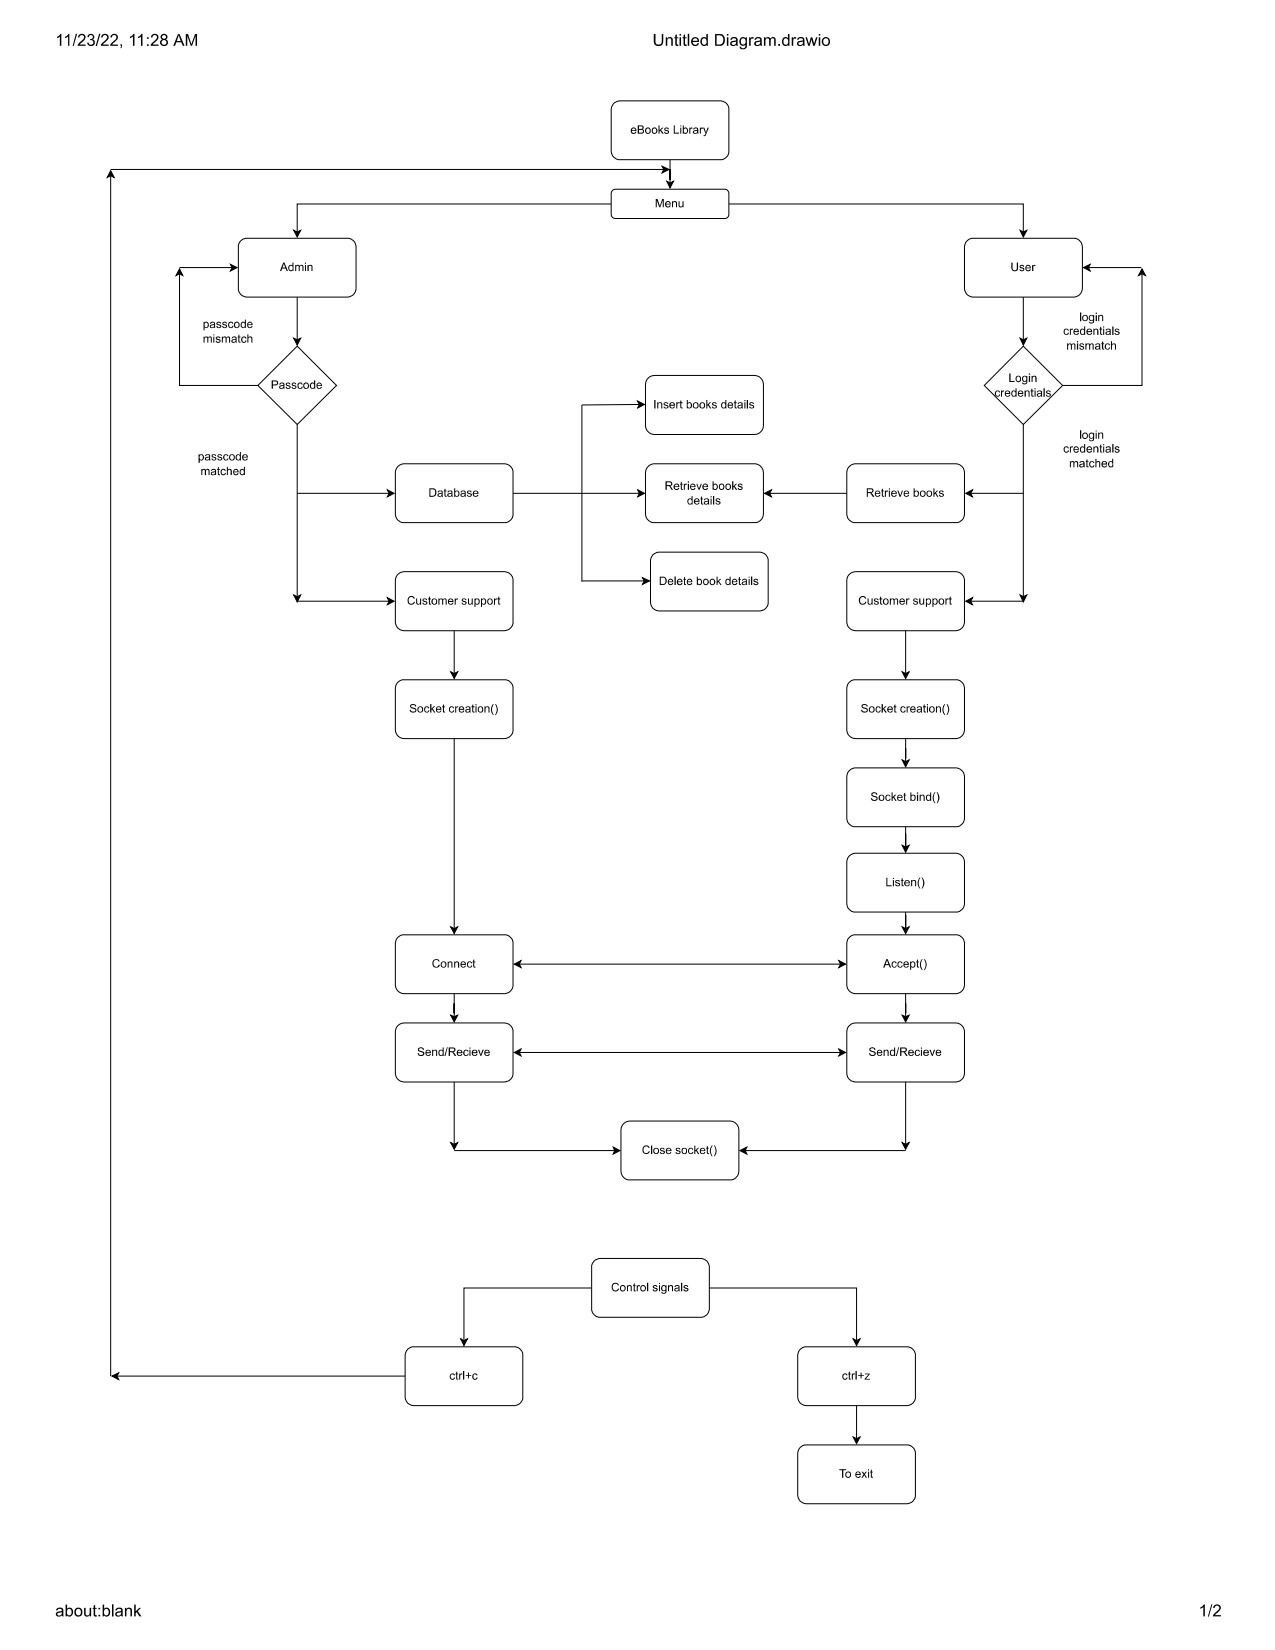 11/23/22, 11:28 AM
Untitled Diagram.drawio
eBooks Library
Menu
Admin
User
passcode
mismatch
login
credentials
mismatch
Passcode
Login
credentials
Insert books details
passcode
matched
login
credentials
matched
Database
Retrieve books
details
Retrieve books
Delete book details
Customer support
Customer support
Socket creation()
Socket creation()
Socket bind()
Listen()
Connect
Accept()
Send/Recieve
Send/Recieve
Close socket()
Control signals
ctrl+c
ctrl+z
To exit
about:blank
1/2